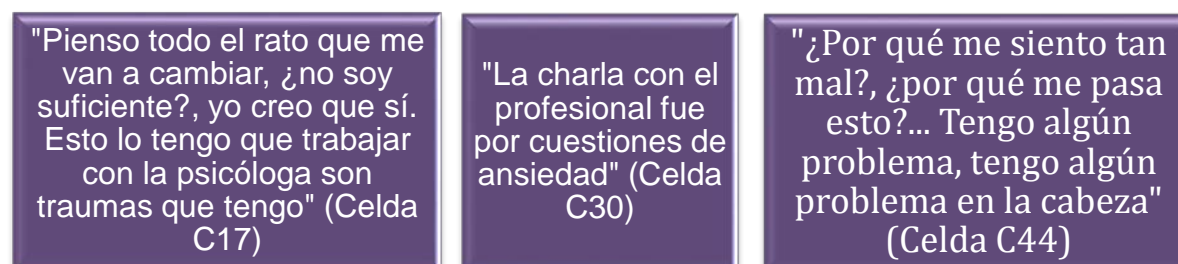 "Pienso todo el rato que me
van a cambiar, ¿no soy
suficiente?, yo creo que sí.
Esto lo tengo que trabajar
con la psicóloga son
traumas que tengo" (Celda
C17)
"La charla con el
profesional fue
por cuestiones de
ansiedad" (Celda
C30)
"¿Por qué me siento tan
mal?, ¿por qué me pasa
esto?... Tengo algún
problema, tengo algún
problema en la cabeza"
(Celda C44)